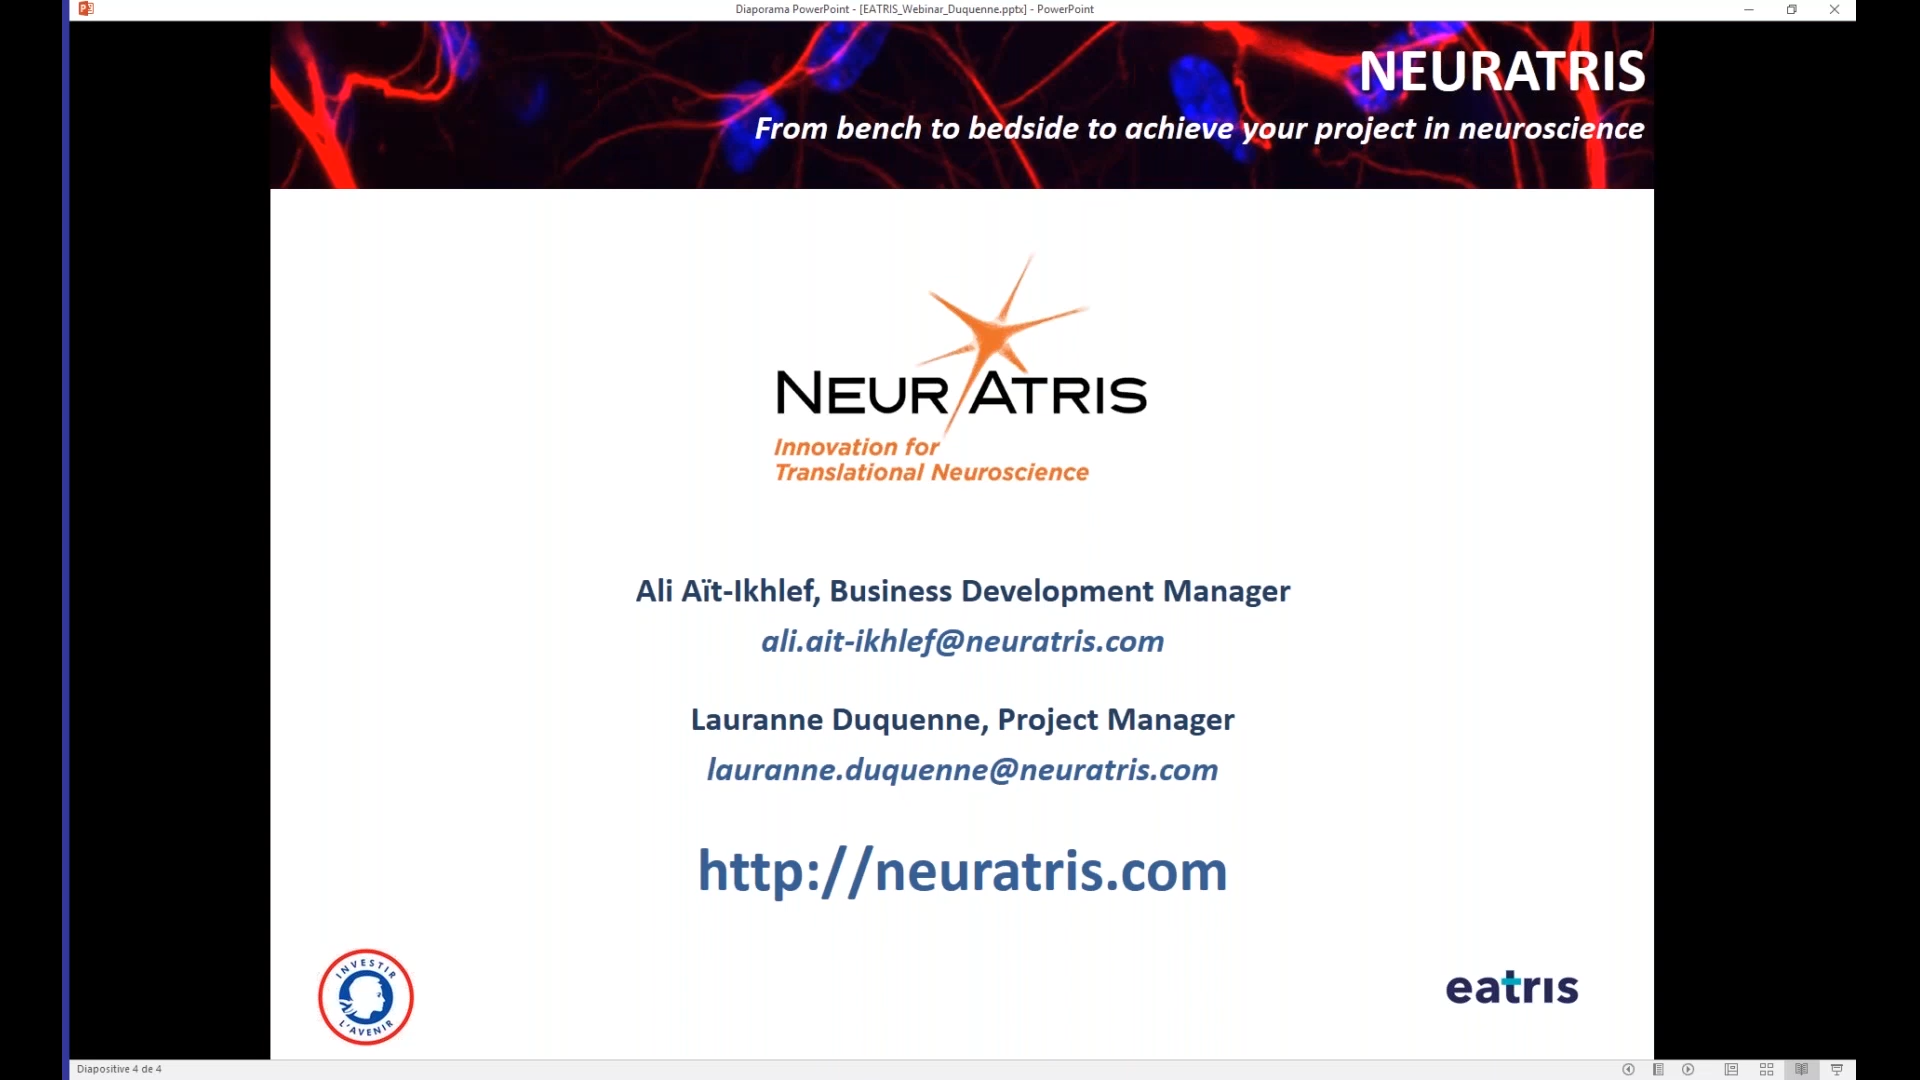 Diaporama PowerPoint - [EATRIS_Webinar_Duquenne.pptx] - PowerPoint
NEURATRIS
From bench to bedside to achieve your project in neuroscience
NEURATRIS
Innovation for
Translational Neuroscience
Ali Aït-Ikhlef, Business Development Manager
ali.ait-ikhlef@neuratris.com
Lauranne Duquenne, Project Manager
lauranne.duquenne@neuratris.com
http://neuratris.com
INVESTIR
L'AVENIR
eatris
Diapositive 4 de 4